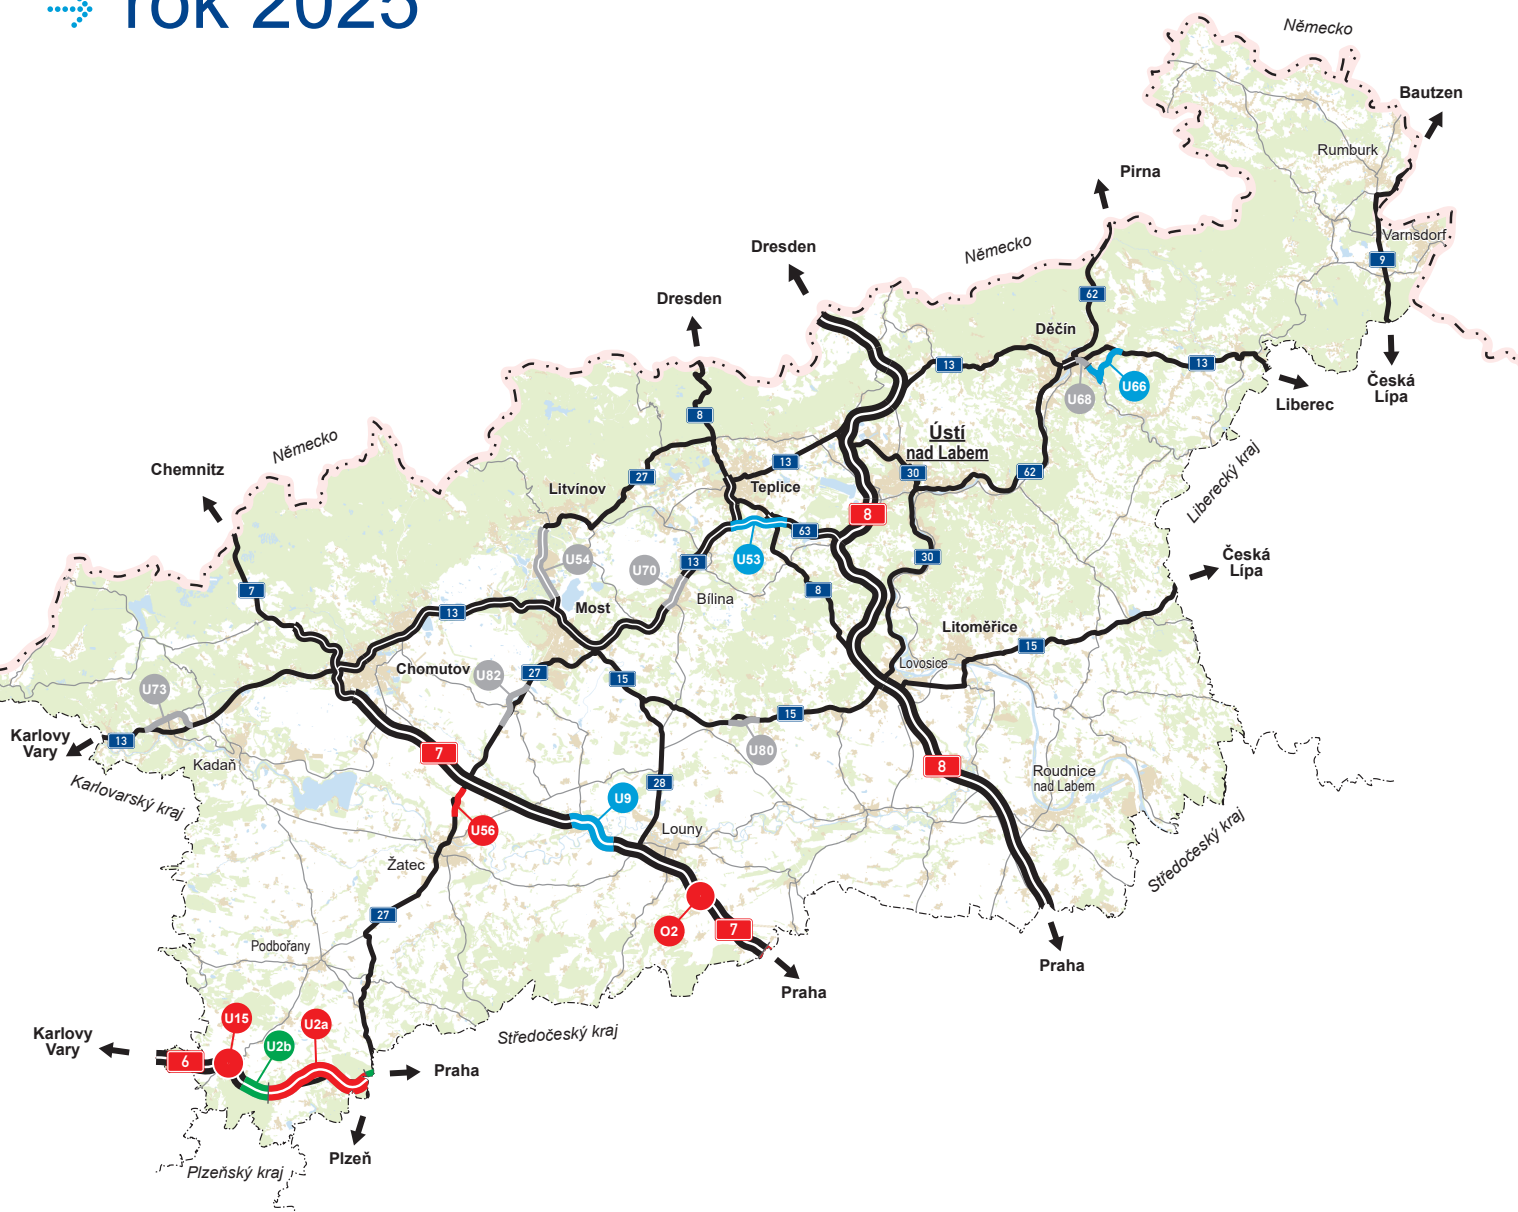 rok 2025
Německo
Bautzen
Rumburk
Pirna
Varnsdorf
Dresden
Německo
9
62
Dresden
Děčín
13
13
U66
U68
Česká
Lípa
Liberec
8
Ústí
nad Labem
Německo
Chemnitz
13
30
62
Liberecký kraj
27
Teplice
Litvínov
8
63
U53
U54
U70
13
30
Česká
Lípa
7
8
Bílina
13
Most
Litoměřice
15
Lovosice
Chomutov
U82
27
15
U73
15
U80
Karlovy
Vary
13
7
Kadaň
8
Roudnice
nad Labem
Karlovarský kraj
28
U9
U56
Louny
Středočeský kraj
Žatec
27
O2
7
Podbořany
Praha
Praha
U15
U2a
U2b
Středočeský kraj
Karlovy
Vary
6
Praha
Plzeň
Plzeňský kraj